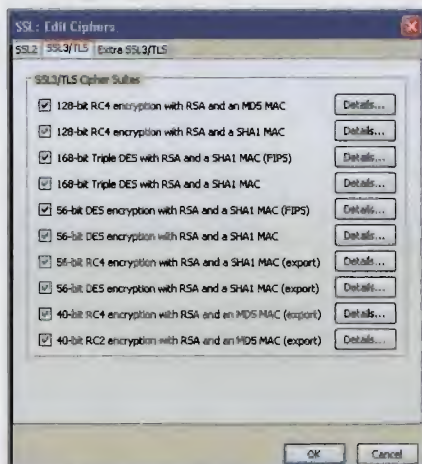 SSL: Edit Ciphers
SSL2 SSL3/TLS Extra SSL3/TLS
SSL3/TLS Cipher Suites
128-bit RC4 encryption with RSA and an MD5 MAC Details...
128-bit RC4 encryption with RSA and a SHA1 MAC Details...
168-bit Triple DES with RSA and a SHA1 MAC (FIPS) Details...
168-bit Triple DES with RSA and a SHA1 MAC Details...
56-bit DES encryption with RSA and a SHA1 MAC (FIPS) Details...
56-bit DES encryption with RSA and a SHA1 MAC Details...
56-bit RC4 encryption with RSA and a SHA1 MAC (export) Details...
56-bit DES encryption with RSA and a SHA1 MAC (export) Details...
40-bit RC4 encryption with RSA and an MD5 MAC (export) Details...
40-bit RC2 encryption with RSA and an MD5 MAC (export) Details...
OK Cancel